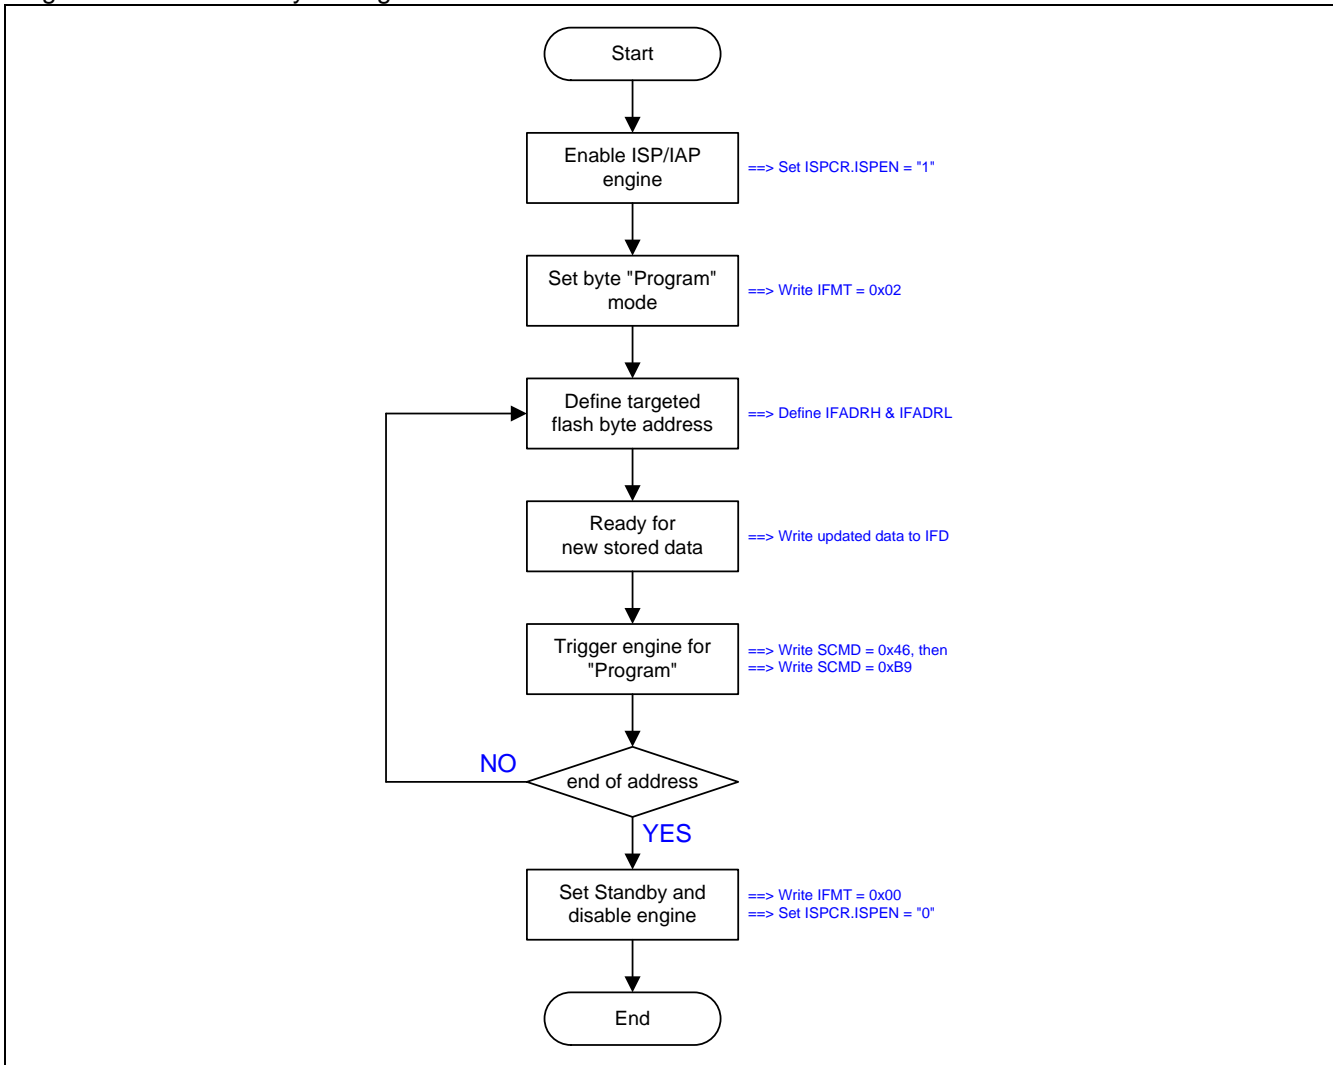 Start
Enable ISP/IAP
engine
==> Set ISPCR.ISPEN = "1"
Set byte "Program"
mode
==> Write IFMT = 0x02
Define targeted
flash byte address
==> Define IFADRH & IFADRL
Ready for
new stored data
==> Write updated data to IFD
Trigger engine for
"Program"
==> Write SCMD = 0x46, then
==> Write SCMD = 0xB9
NO
end of address
YES
Set Standby and
disable engine
==> Write IFMT = 0x00
==> Set ISPCR.ISPEN = "0"
End